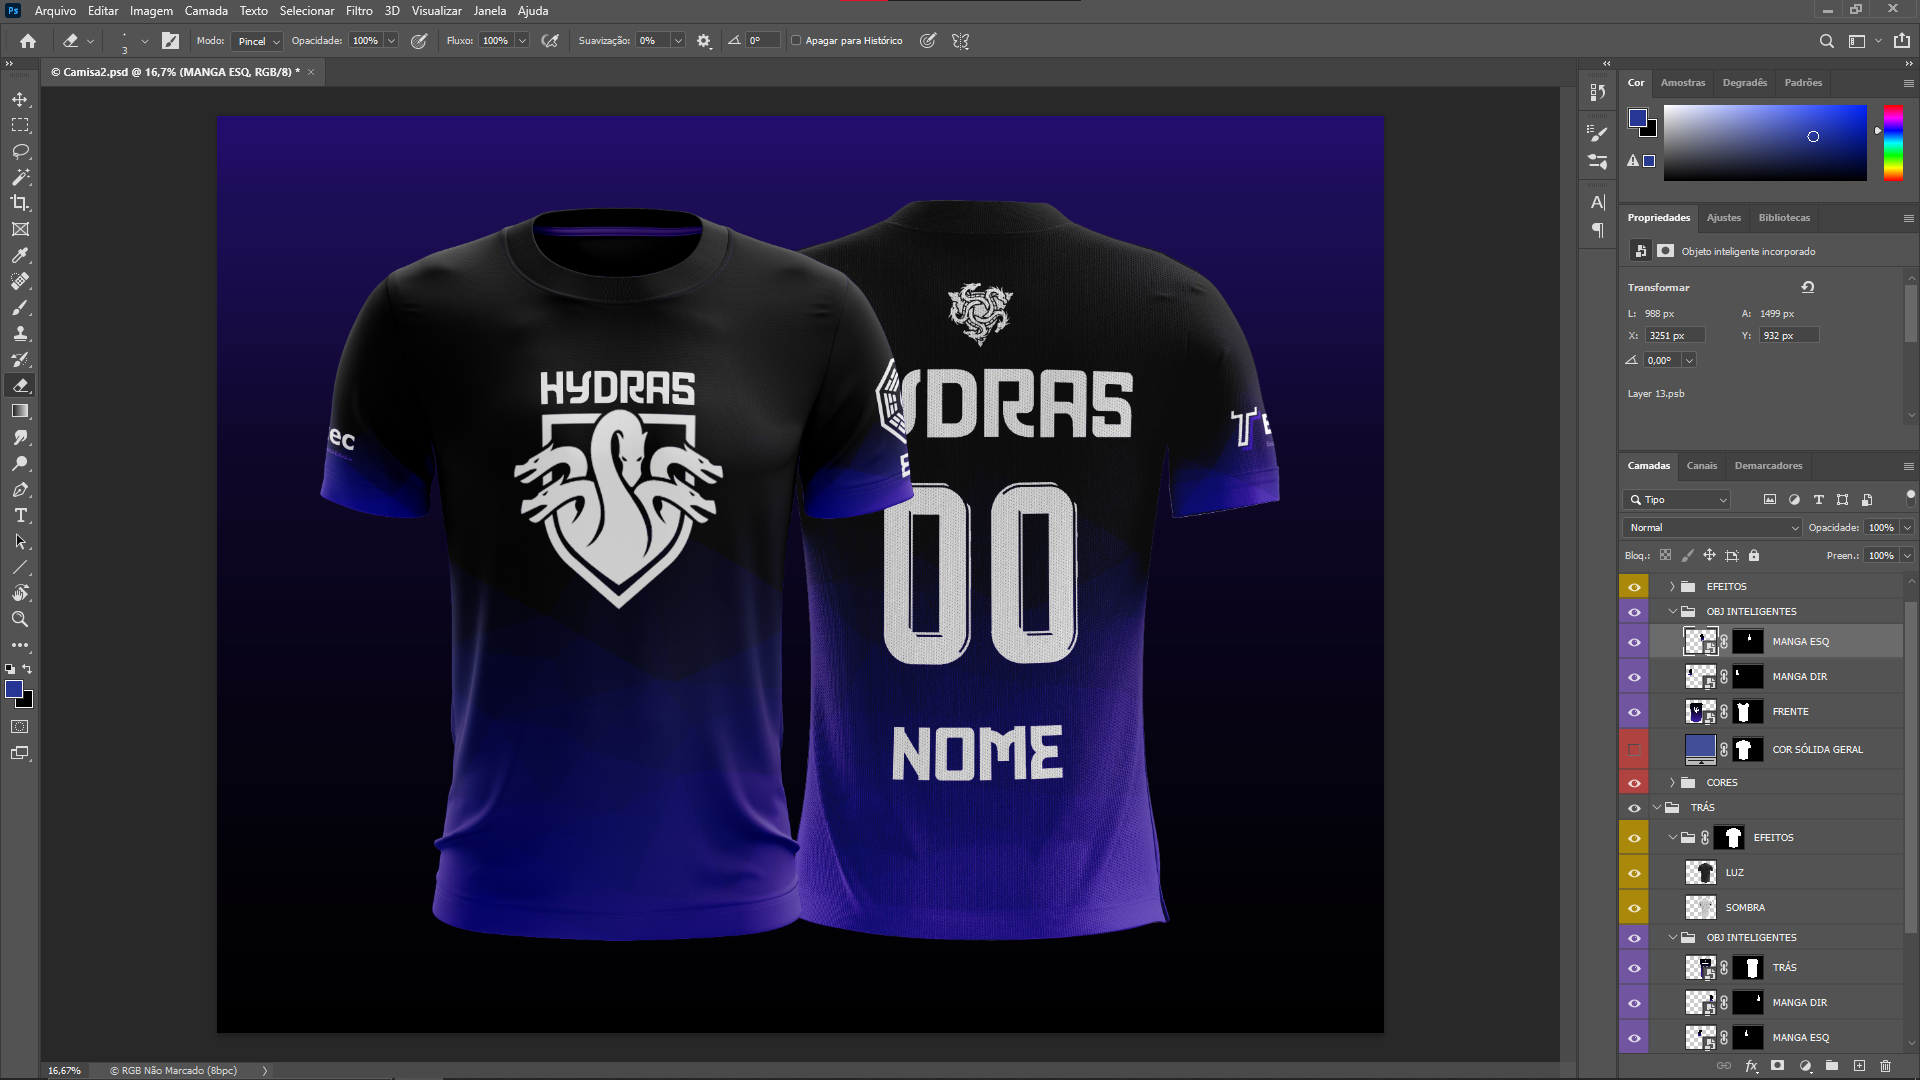 Ps Arquivo Editar Imagem Camada Texto Selecionar Filtro 3D Visualizar Janela Ajuda
3 Modo: Pincel Opacidade: 100% Fluxo: 100% Suavização: 0% 0° Apagar para Histórico
© Camisa2.psd @ 16,7% (MANGA ESQ, RGB/8) * ×
HYDRAS
ec
YDRAS
TE
E
00
NOME
Cor Amostras Degradês Padrões
Propriedades Ajustes Bibliotecas
Objeto inteligente incorporado
Transformar
L: 988 px A: 1499 px
X: 3251 px Y: 932 px
0,00°
Layer 13.psb
Camadas Canais Demarcadores
Tipo
Normal Opacidade: 100%
Bloq.: Preen.: 100%
EFEITOS
OBJ INTELIGENTES
MANGA ESQ
MANGA DIR
FRENTE
COR SÓLIDA GERAL
CORES
TRÁS
EFEITOS
LUZ
SOMBRA
OBJ INTELIGENTES
TRÁS
MANGA DIR
MANGA ESQ
fx
16,67% © RGB Não Marcado (8bpc)